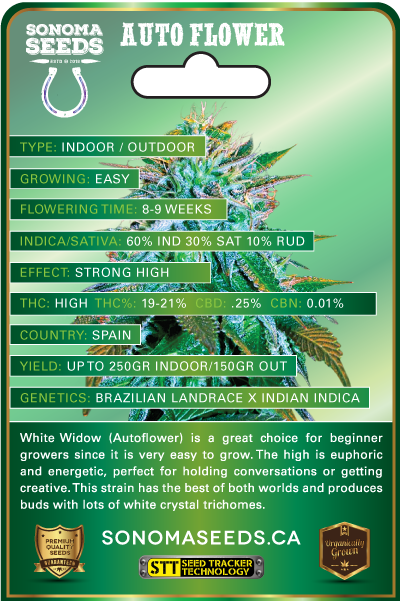 SONOMA
SEEDS
ESTD 2015
AUTO FLOWER
TYPE: INDOOR / OUTDOOR
GROWING: EASY
FLOWERING TIME: 8-9 WEEKS
INDICA/SATIVA: 60% IND 30% SAT 10% RUD
EFFECT: STRONG HIGH
THC: HIGH THC%: 19-21% CBD: .25% CBN: 0.01%
COUNTRY: SPAIN
YIELD: UP TO 250GR INDOOR/150GR OUT
GENETICS: BRAZILIAN LANDRACE X INDIAN INDICA
White Widow (Autoflower) is a great choice for beginner
growers since it is very easy to grow. The high is euphoric
and energetic, perfect for holding conversations or getting
creative. This strain has the best of both worlds and produces
buds with lots of white crystal trichomes.
PREMIUM
QUALITY
SEEDS
GUARANTEED
SONOMASEEDS.CA
STT SEED TRACKER
TECHNOLOGY
Organically
Grown